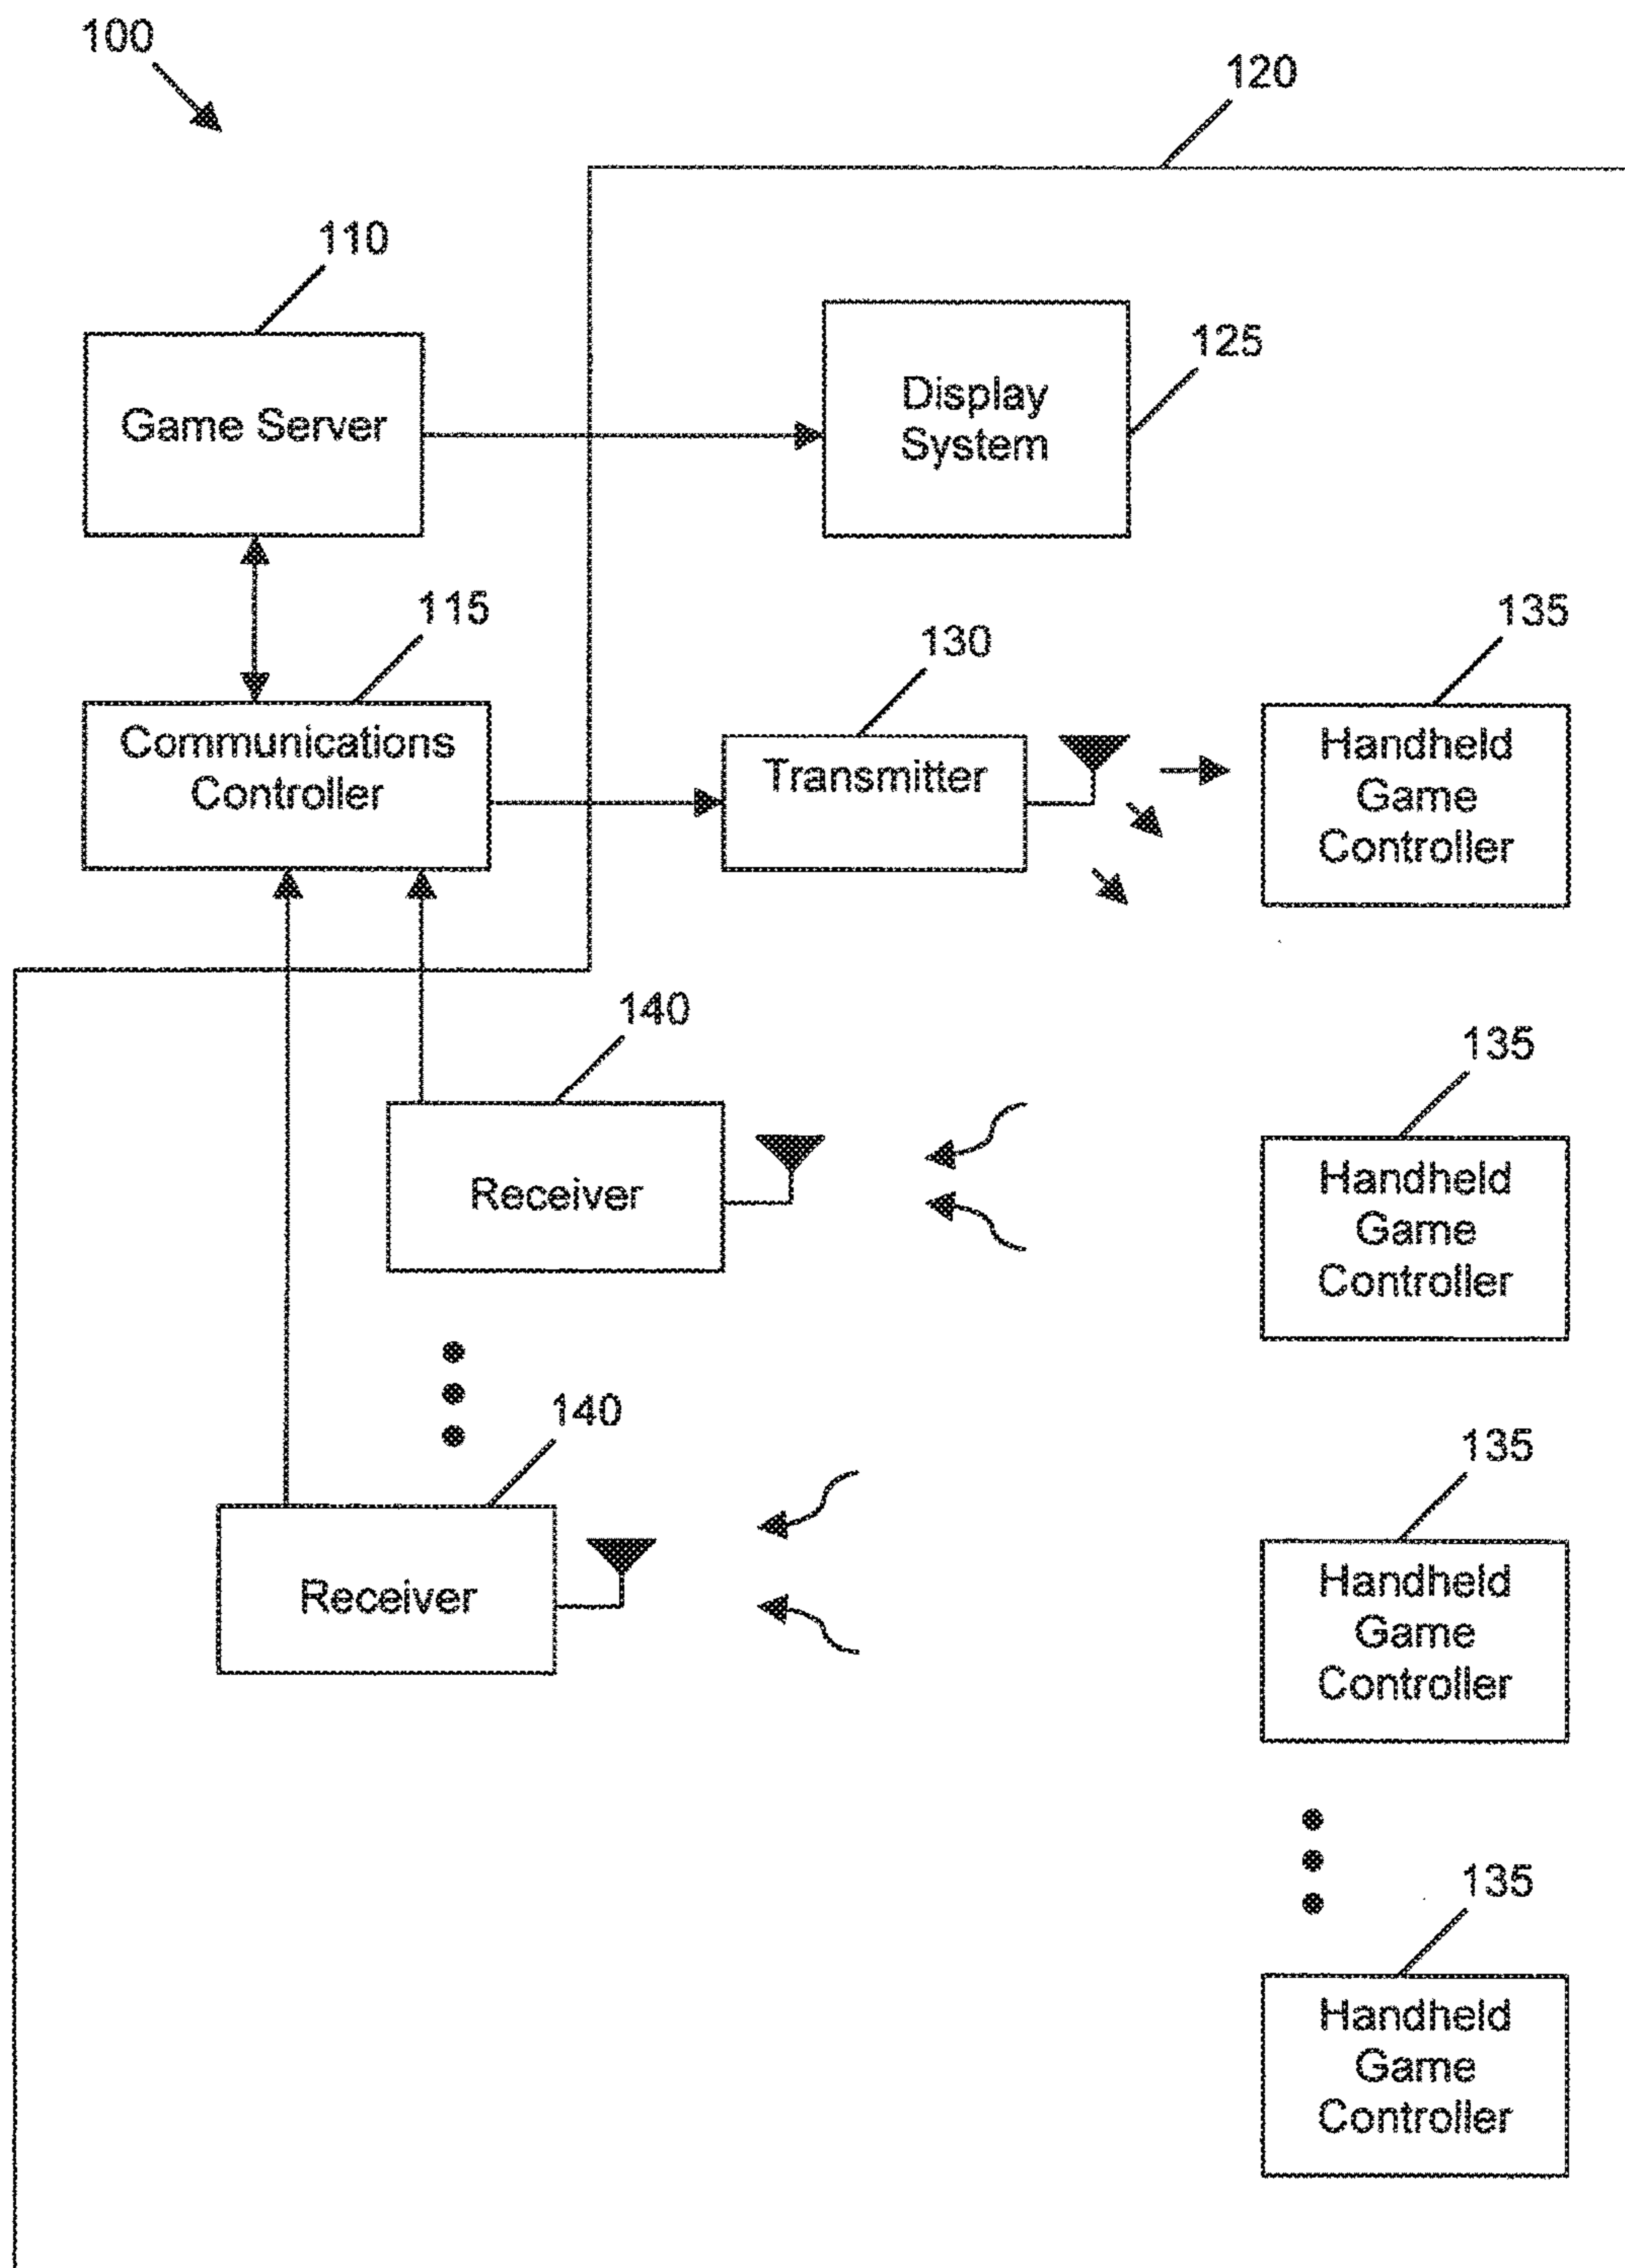 100
120
110
Game Server
Display
System
125
115
Communications
Controller
130
Transmitter
135
Handheld
Game
Controller
140
Receiver
135
Handheld
Game
Controller
140
Receiver
135
Handheld
Game
Controller
135
Handheld
Game
Controller